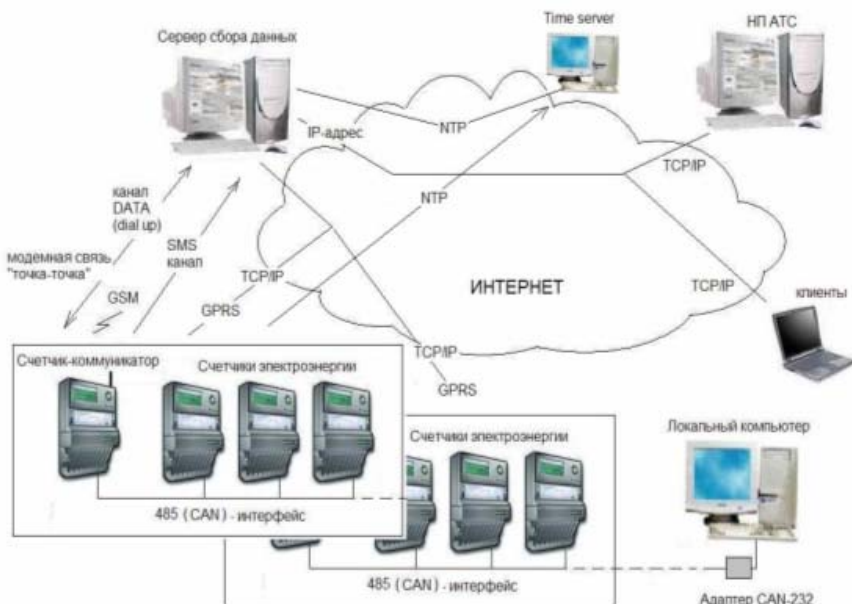 Time server
НП АТС
Сервер сбора данных
NTP
IP-адрес
TCP/IP
канал
DATA
(dial up)
NTP
SMS
канал
модемная связь
"точка-точка"
TCP/IP
ИНТЕРНЕТ
TCP/IP
клиенты
GSM
GPRS
TCP/IP
Счетчик-коммуникатор
Счетчики электроэнергии
GPRS
Счетчики электроэнергии
Локальный компьютер
485 (CAN) - интерфейс
485 (CAN) - интерфейс
Адаптер CAN-232